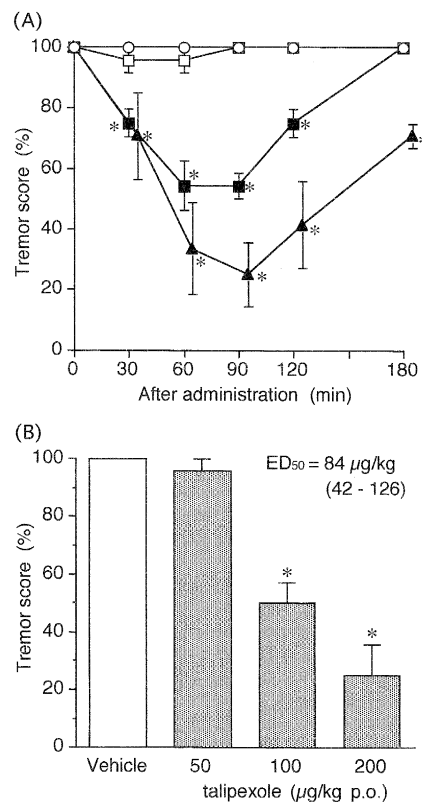 (A)
100
80
60
40
20
0
Tremor score (%)
* * * * * * * * *
0 30 60 90 120 180
After administration (min)
(B)
ED50 = 84 µg/kg
(42 - 126)
100
80
60
40
20
0
Tremor score (%)
*
*
Vehicle 50 100 200
talipexole (µg/kg p.o.)